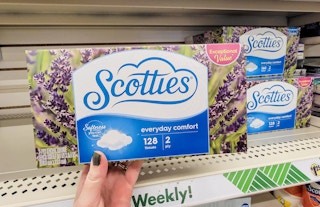 Scotties
Exceptional
Value
Softness
everyday comfort
128 2
tissues ply
Scotties
Scotties
Weekly!